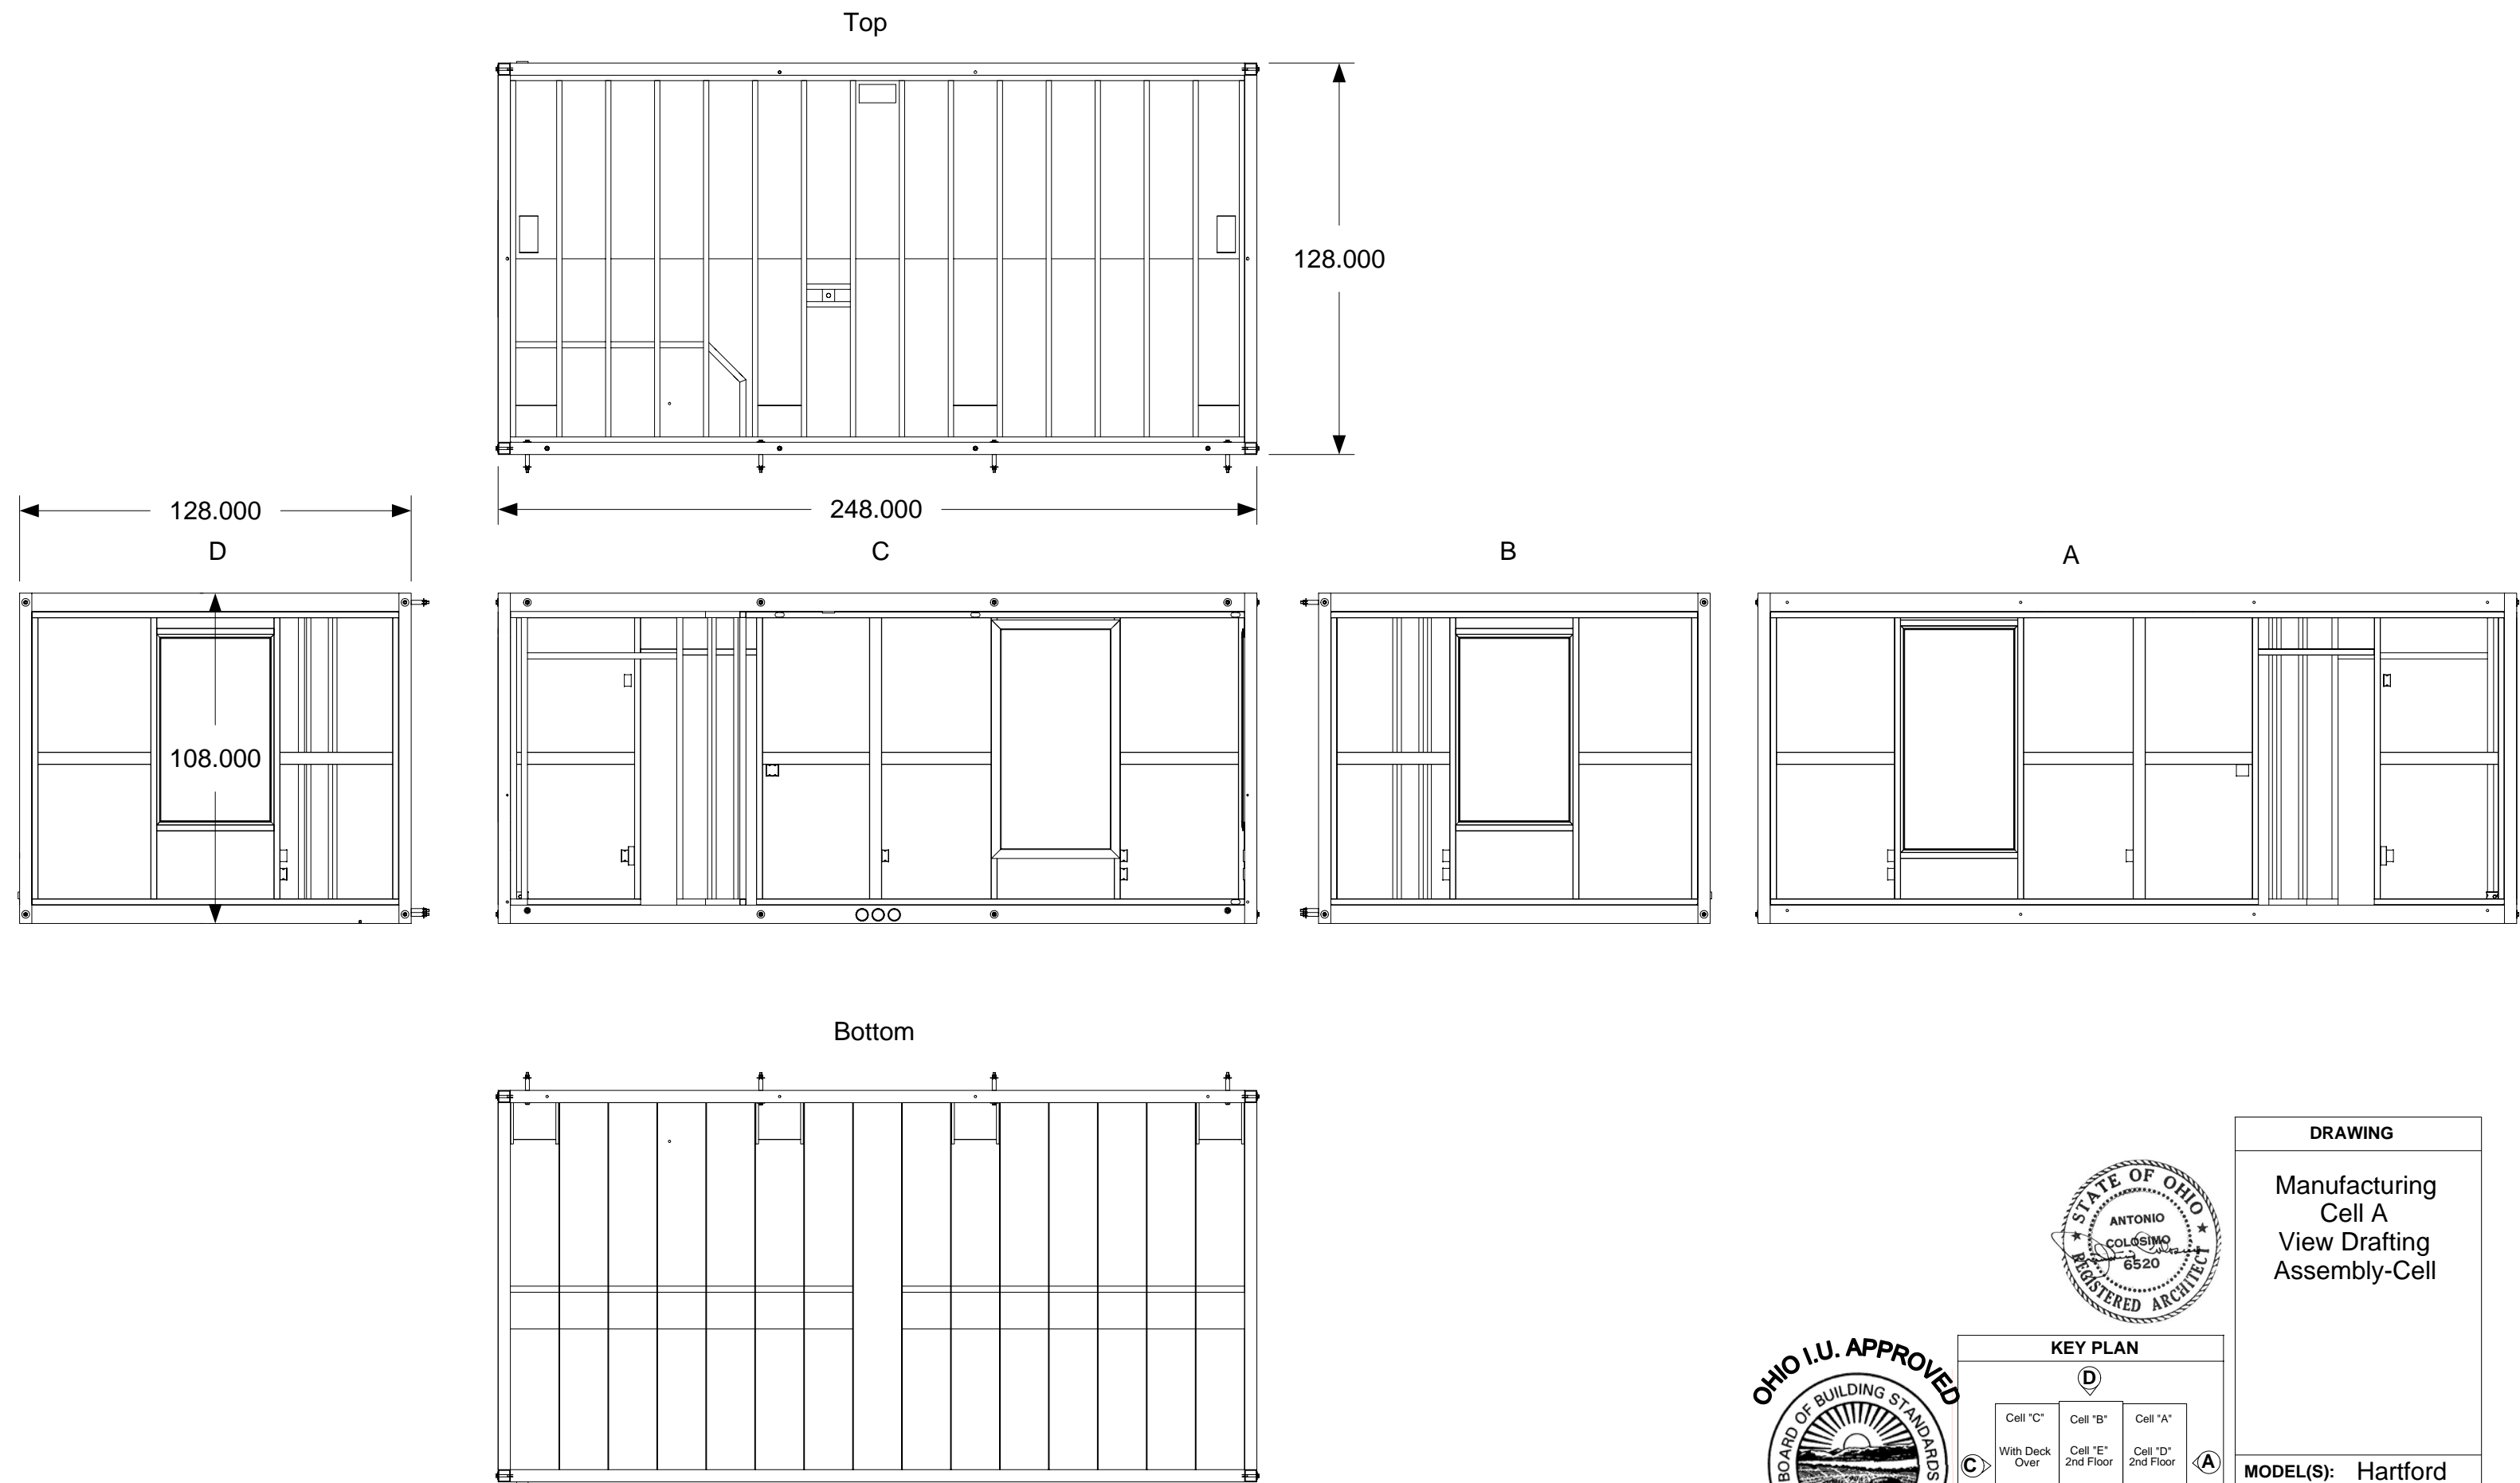 Top
128.000
248.000
128.000
D
C
B
A
108.000
Bottom
DRAWING
Manufacturing
Cell A
View Drafting
Assembly-Cell
STATE OF OHIO
ANTONIO
COLOSIMO
6520
REGISTERED ARCHITECT
OHIO I.U. APPROVED
BOARD OF BUILDING STANDARDS
KEY PLAN
D
Cell "C"
Cell "B"
Cell "A"
With Deck
Over
Cell "E"
2nd Floor
Cell "D"
2nd Floor
C
A
MODEL(S): Hartford